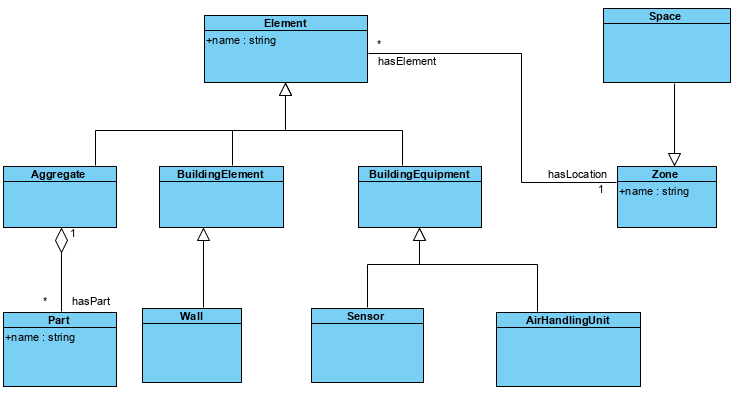 Element
+name : string
Space
*
hasElement
Aggregate
BuildingElement
BuildingEquipment
hasLocation
1
Zone
+name : string
1
*
hasPart
Part
+name : string
Wall
Sensor
AirHandlingUnit